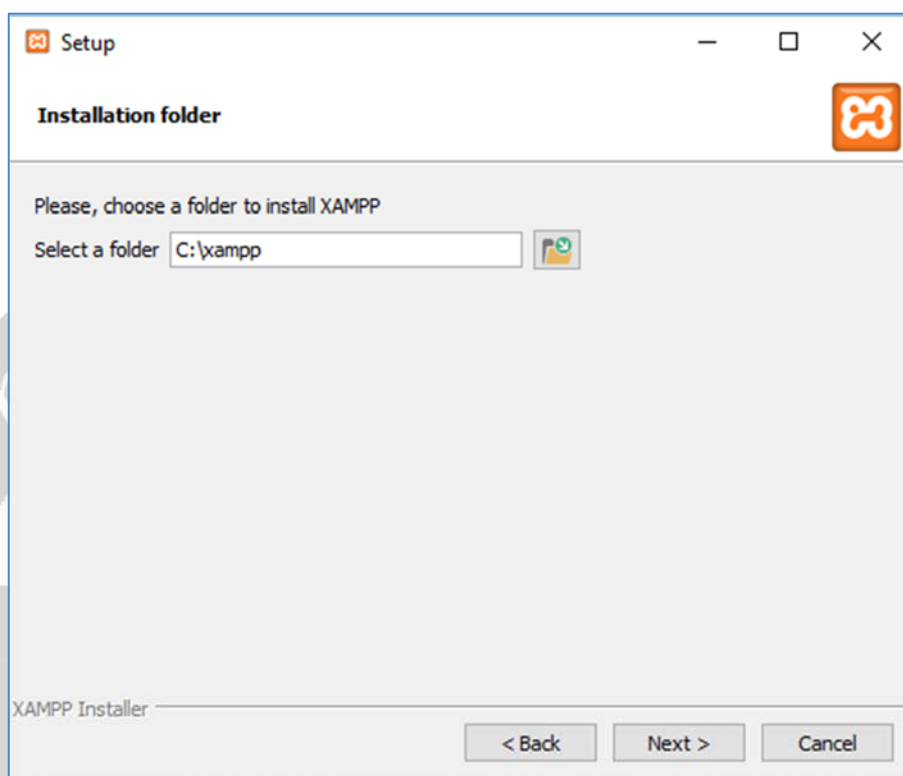 Setup
Installation folder
Please, choose a folder to install XAMPP
Select a folder C:\xampp
XAMPP Installer
< Back Next > Cancel